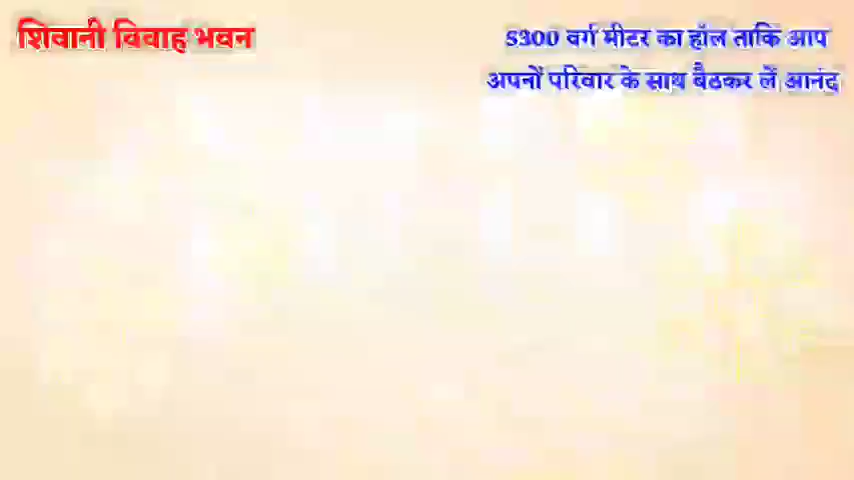 शिवानी विवाह भवन
5300 वर्ग मीटर का हॉल ताकि आप
अपनों परिवार के साथ बैठकर लें आनंद